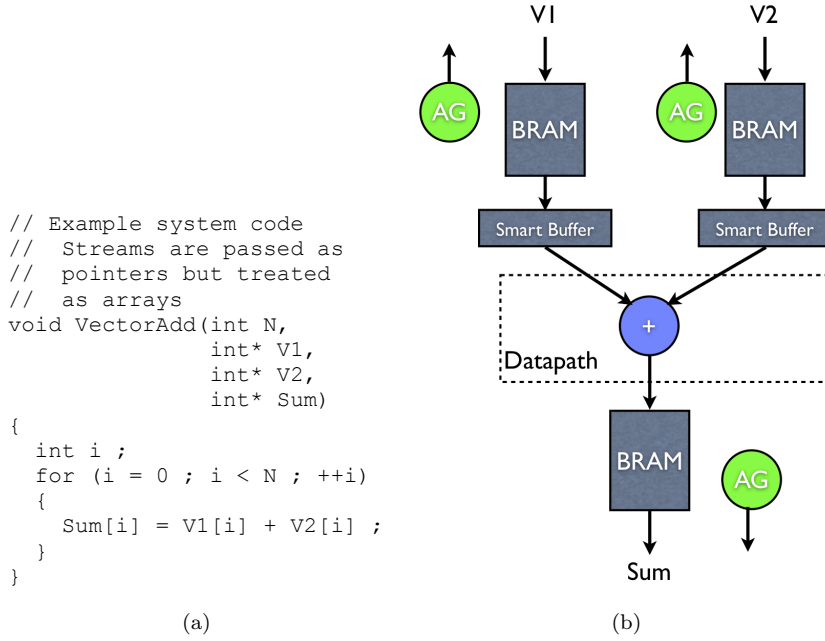 // Example system code
//  Streams are passed as
//  pointers but treated
//  as arrays
void VectorAdd(int N,
               int* V1,
               int* V2,
               int* Sum)
{
  int i ;
  for (i = 0 ; i < N ; ++i)
  {
    Sum[i] = V1[i] + V2[i] ;
  }
}
(a)
V1 V2
AG BRAM AG BRAM
Smart Buffer Smart Buffer
+
Datapath
BRAM AG
Sum
(b)